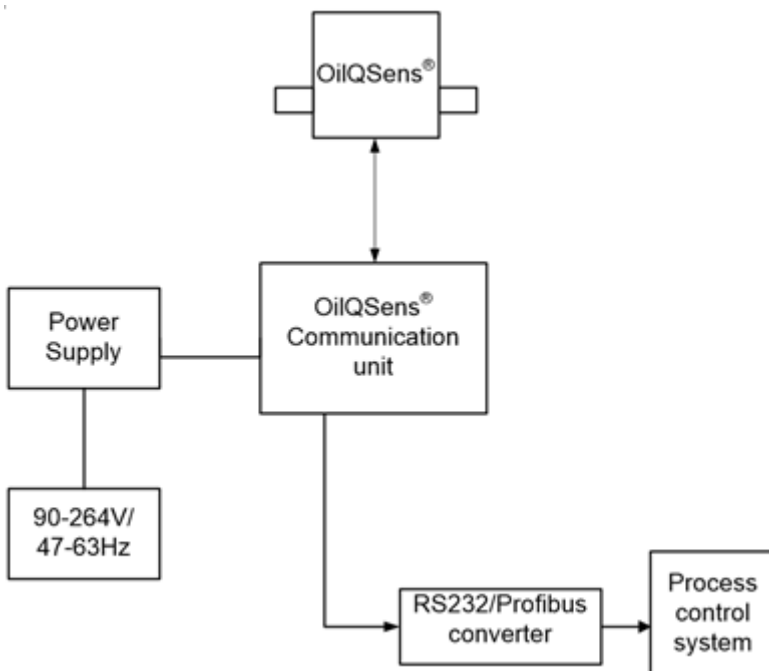 OilQSens®
OilQSens®
Communication
unit
Power
Supply
90-264V/
47-63Hz
RS232/Profibus
converter
Process
control
system